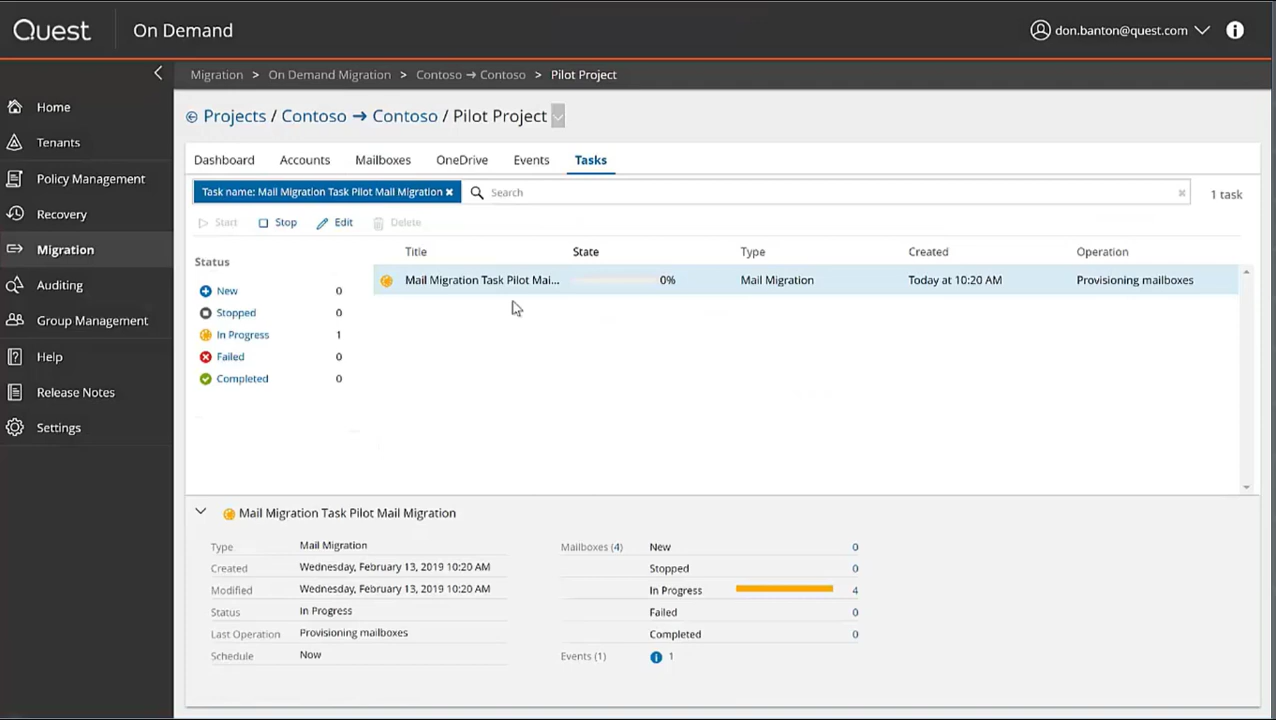 Quest On Demand don.banton@quest.com
Migration > On Demand Migration > Contoso → Contoso > Pilot Project
Home
Tenants
Policy Management
Recovery
Migration
Auditing
Group Management
Help
Release Notes
Settings
Projects / Contoso → Contoso / Pilot Project
Dashboard Accounts Mailboxes OneDrive Events Tasks
Task name: Mail Migration Task Pilot Mail Migration × Search × 1 task
Start Stop Edit Delete
Status
New 0
Stopped 0
In Progress 1
Failed 0
Completed 0
Title State Type Created Operation
Mail Migration Task Pilot Mai... 0% Mail Migration Today at 10:20 AM Provisioning mailboxes
Mail Migration Task Pilot Mail Migration
Type Mail Migration
Created Wednesday, February 13, 2019 10:20 AM
Modified Wednesday, February 13, 2019 10:20 AM
Status In Progress
Last Operation Provisioning mailboxes
Schedule Now
Mailboxes (4) New 0
Stopped 0
In Progress 4
Failed 0
Completed 0
Events (1) 1